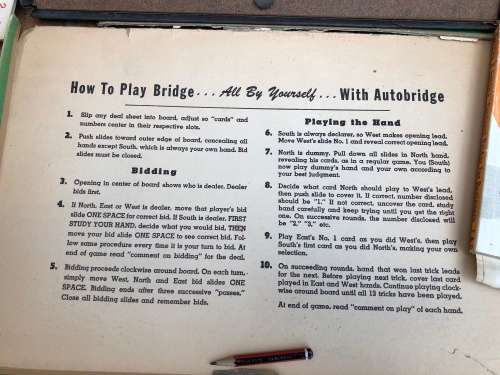 How To Play Bridge... All By Yourself... With Autobridge
1. Slip any deal sheet into board, adjust so "cards" and
numbers center in their respective slots.
2. Push slides toward outer edge of board, concealing all
hands except South, which is always your own hand. Bid
slides must be closed.
Bidding
3. Opening in center of board shows who is dealer. Dealer
bids first.
4. If North, East or West is dealer, move that player's bid
slide ONE SPACE for correct bid. If South is dealer, FIRST
STUDY YOUR HAND, decide what you would bid, THEN
move your bid slide ONE SPACE to see correct bid. Fol-
low same procedure every time it is your turn to bid. At
end of game read "comment on bidding" for the deal.
5. Bidding proceeds clockwise around board. On each turn,
simply move West, North and East bid slides ONE
SPACE. Bidding ends after three successive "passes."
Close all bidding slides and remember bids.
Playing the Hand
6. South is always declarer, so West makes opening lead.
Move West's slide No. 1 and reveal correct opening lead.
7. North is dummy. Pull down all slides in North hand,
revealing his cards, as in a regular game. You (South)
now play dummy's hand and your own according to
your best judgment.
8. Decide what card North should play to West's lead,
then push slide to cover it. If correct, number disclosed
should be "1." If not correct, uncover the card, study
hand carefully and keep trying until you get the right
one. On successive rounds, the number disclosed will
be "2," "3," etc.
9. Play East's No. 1 card as you did West's, then play
South's first card as you did North's, making your own
selection.
10. On succeeding rounds, hand that won last trick leads
for the next. Before playing next trick, cover last card
played in East and West hands. Continue playing clock-
wise around board until all 13 tricks have been played.
At end of game, read "comment on play" of each hand.